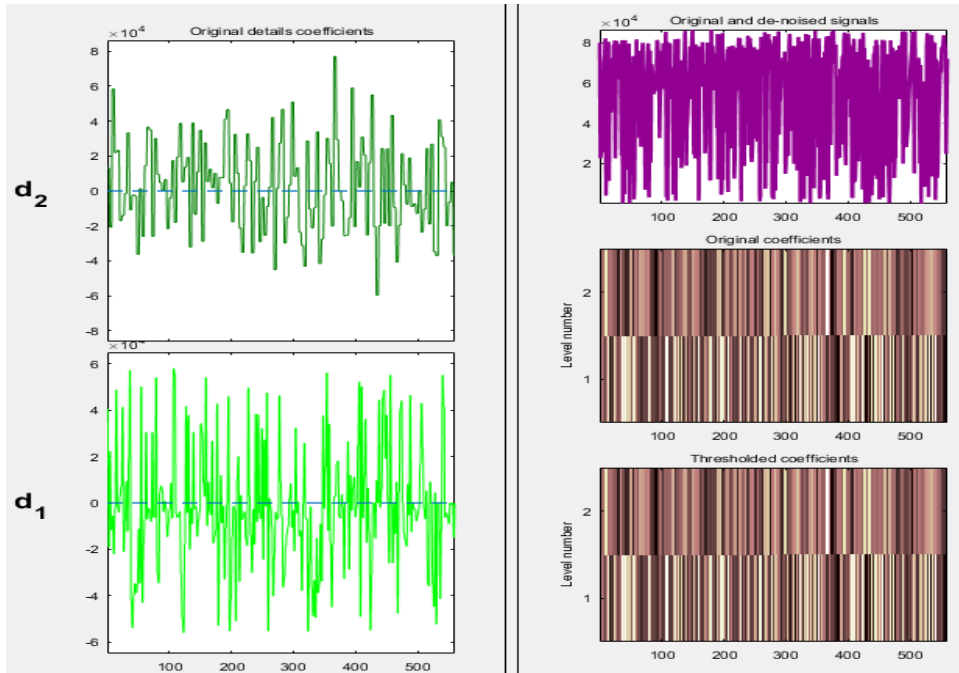 ×10⁴
Original details coefficients
8
6
4
2
0
-2
-4
-6
-8
d₂
×10⁴
6
4
2
0
-2
-4
-6
d₁
100 200 300 400 500
×10⁴
Original and de-noised signals
8
6
4
2
100 200 300 400 500
Original coefficients
Level number
2
1
100 200 300 400 500
Thresholded coefficients
Level number
2
1
100 200 300 400 500